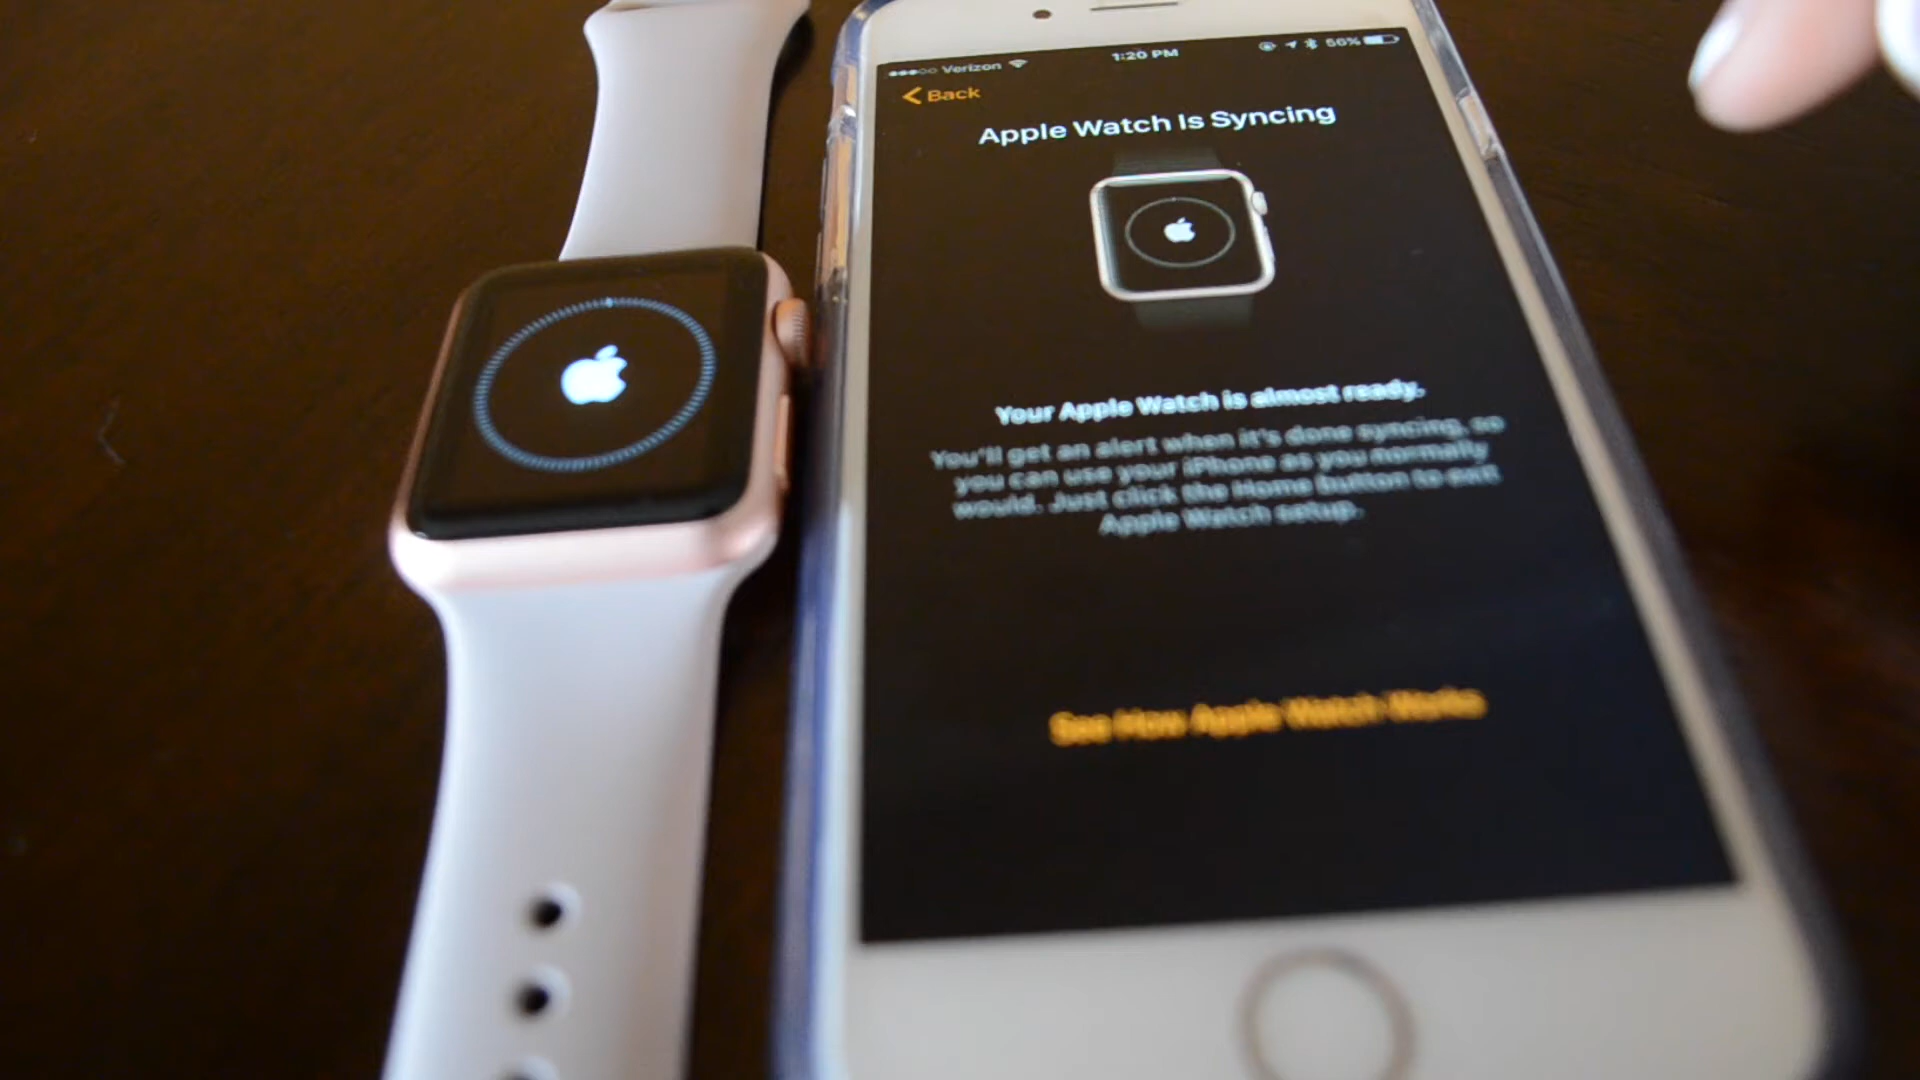 Verizon 1:20 PM 56%
Back
Apple Watch Is Syncing
Your Apple Watch is almost ready.
You'll get an alert when it's done syncing, so
you can use your iPhone as you normally
would. Just click the Home button to exit
Apple Watch setup.
See How Apple Watch Works